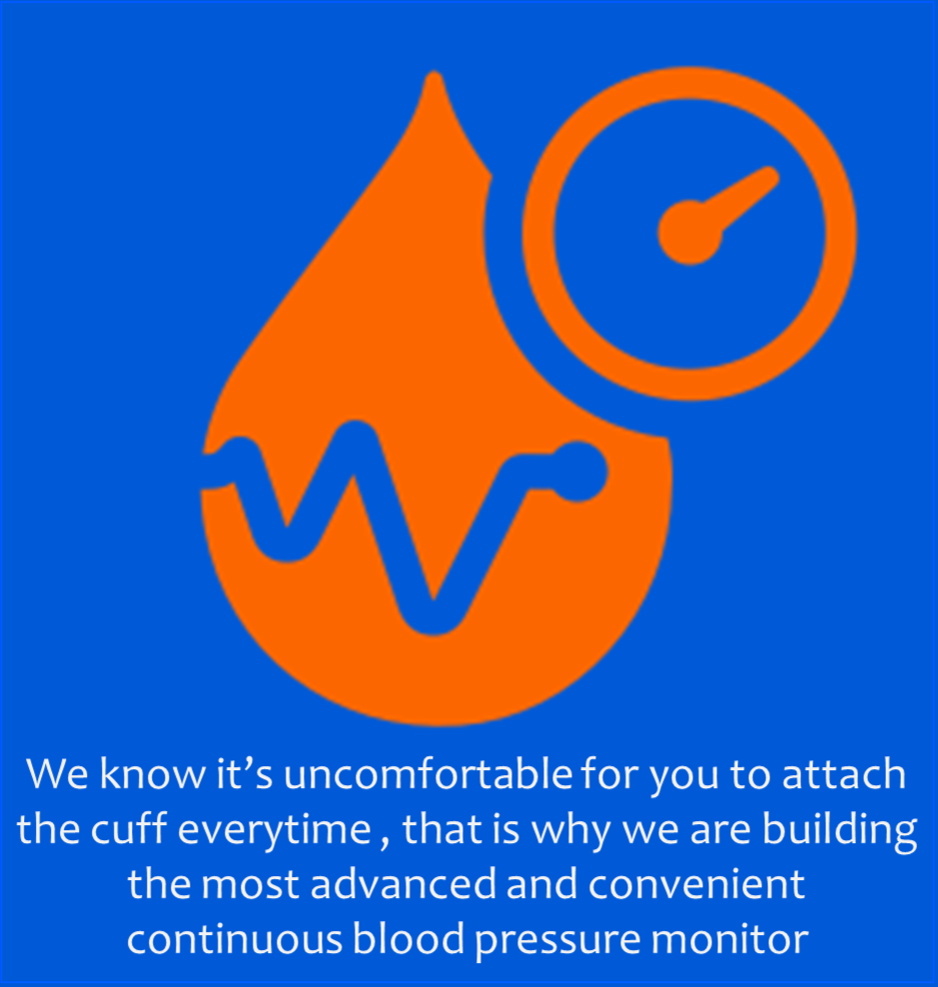 We know it’s uncomfortable for you to attach
the cuff everytime , that is why we are building
the most advanced and convenient
continuous blood pressure monitor